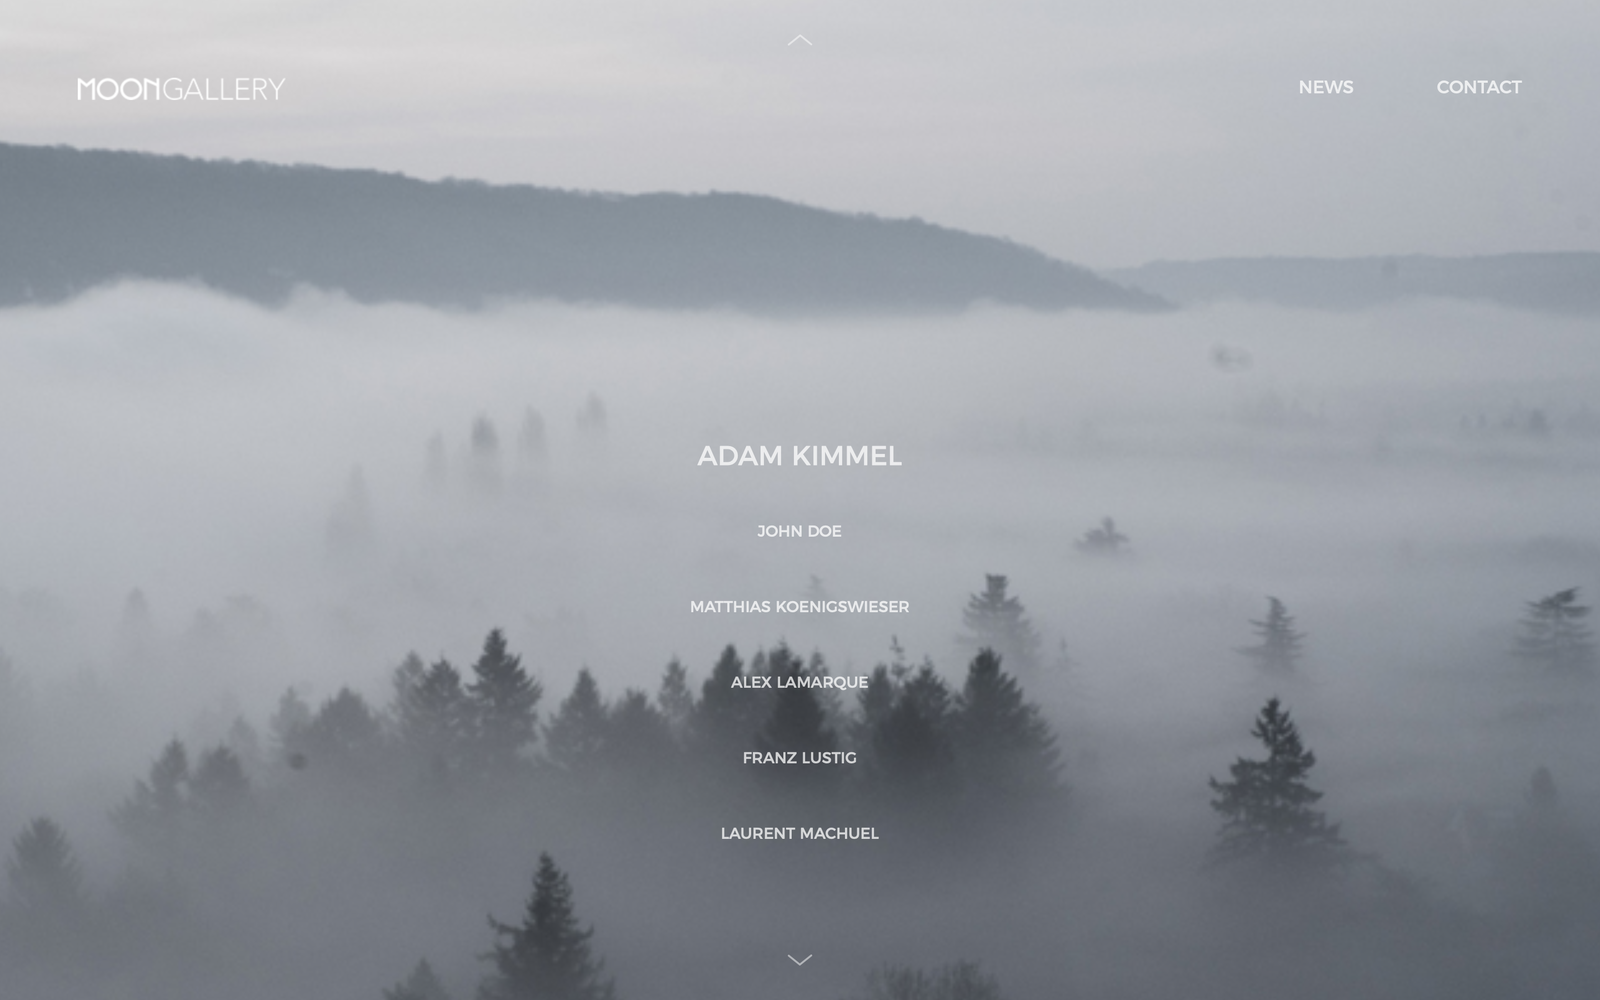 MOONGALLERY
NEWS
CONTACT
ADAM KIMMEL
JOHN DOE
MATTHIAS KOENIGSWIESER
ALEX LAMARQUE
FRANZ LUSTIG
LAURENT MACHUEL